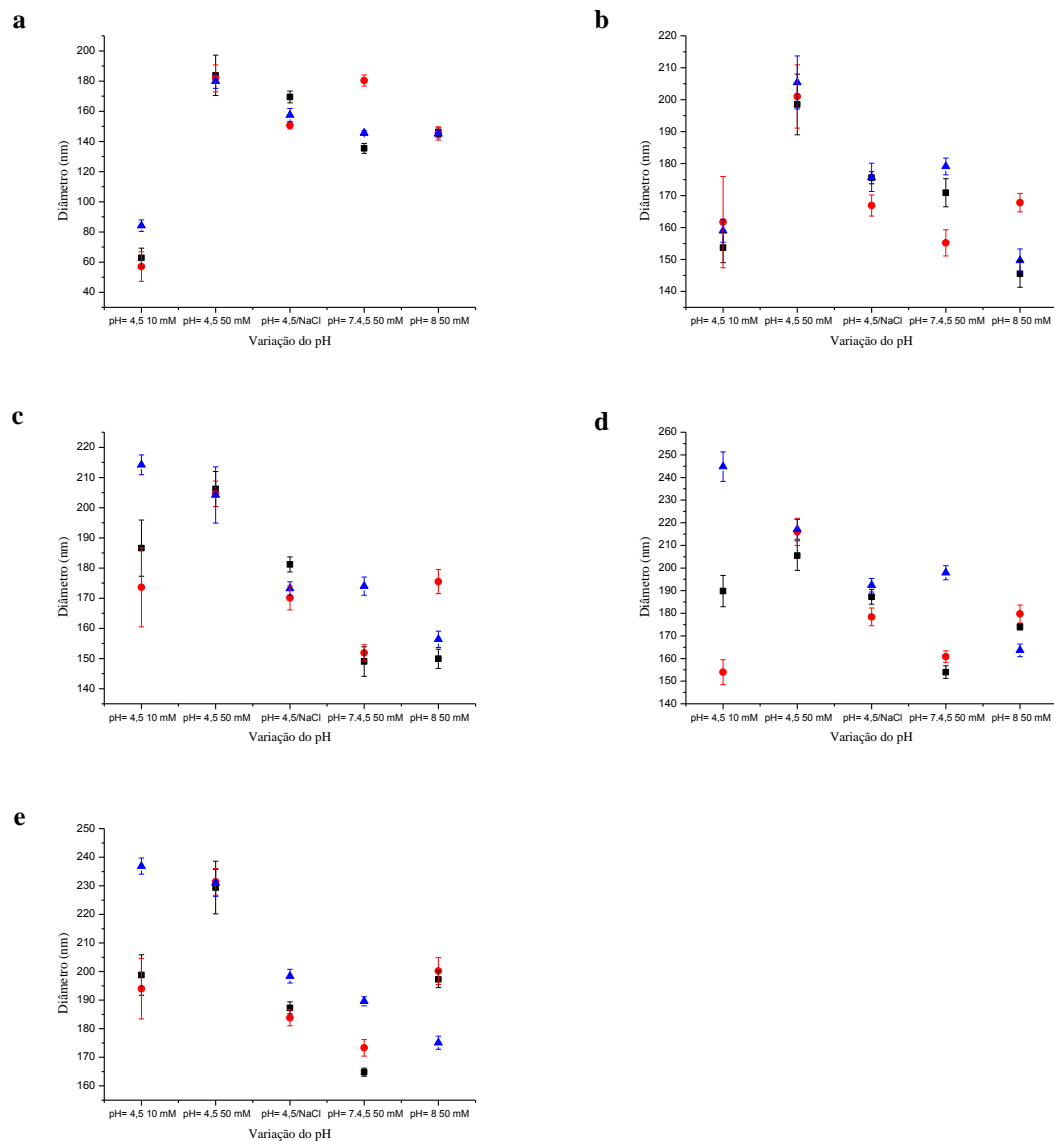 a
200
180
160
140
120
100
80
60
40
Diâmetro (nm)
pH= 4,5 10 mM pH= 4,5 50 mM pH= 4,5/NaCl pH= 7.4,5 50 mM pH= 8 50 mM
Variação do pH
b
220
210
200
190
180
170
160
150
140
Diâmetro (nm)
pH= 4,5 10 mM pH= 4,5 50 mM pH= 4,5/NaCl pH= 7.4,5 50 mM pH= 8 50 mM
Variação do pH
c
220
210
200
190
180
170
160
150
140
Diâmetro (nm)
pH= 4,5 10 mM pH= 4,5 50 mM pH= 4,5/NaCl pH= 7.4,5 50 mM pH= 8 50 mM
Variação do pH
d
260
250
240
230
220
210
200
190
180
170
160
150
140
Diâmetro (nm)
pH= 4,5 10 mM pH= 4,5 50 mM pH= 4,5/NaCl pH= 7.4,5 50 mM pH= 8 50 mM
Variação do pH
e
250
240
230
220
210
200
190
180
170
160
Diâmetro (nm)
pH= 4,5 10 mM pH= 4,5 50 mM pH= 4,5/NaCl pH= 7.4,5 50 mM pH= 8 50 mM
Variação do pH